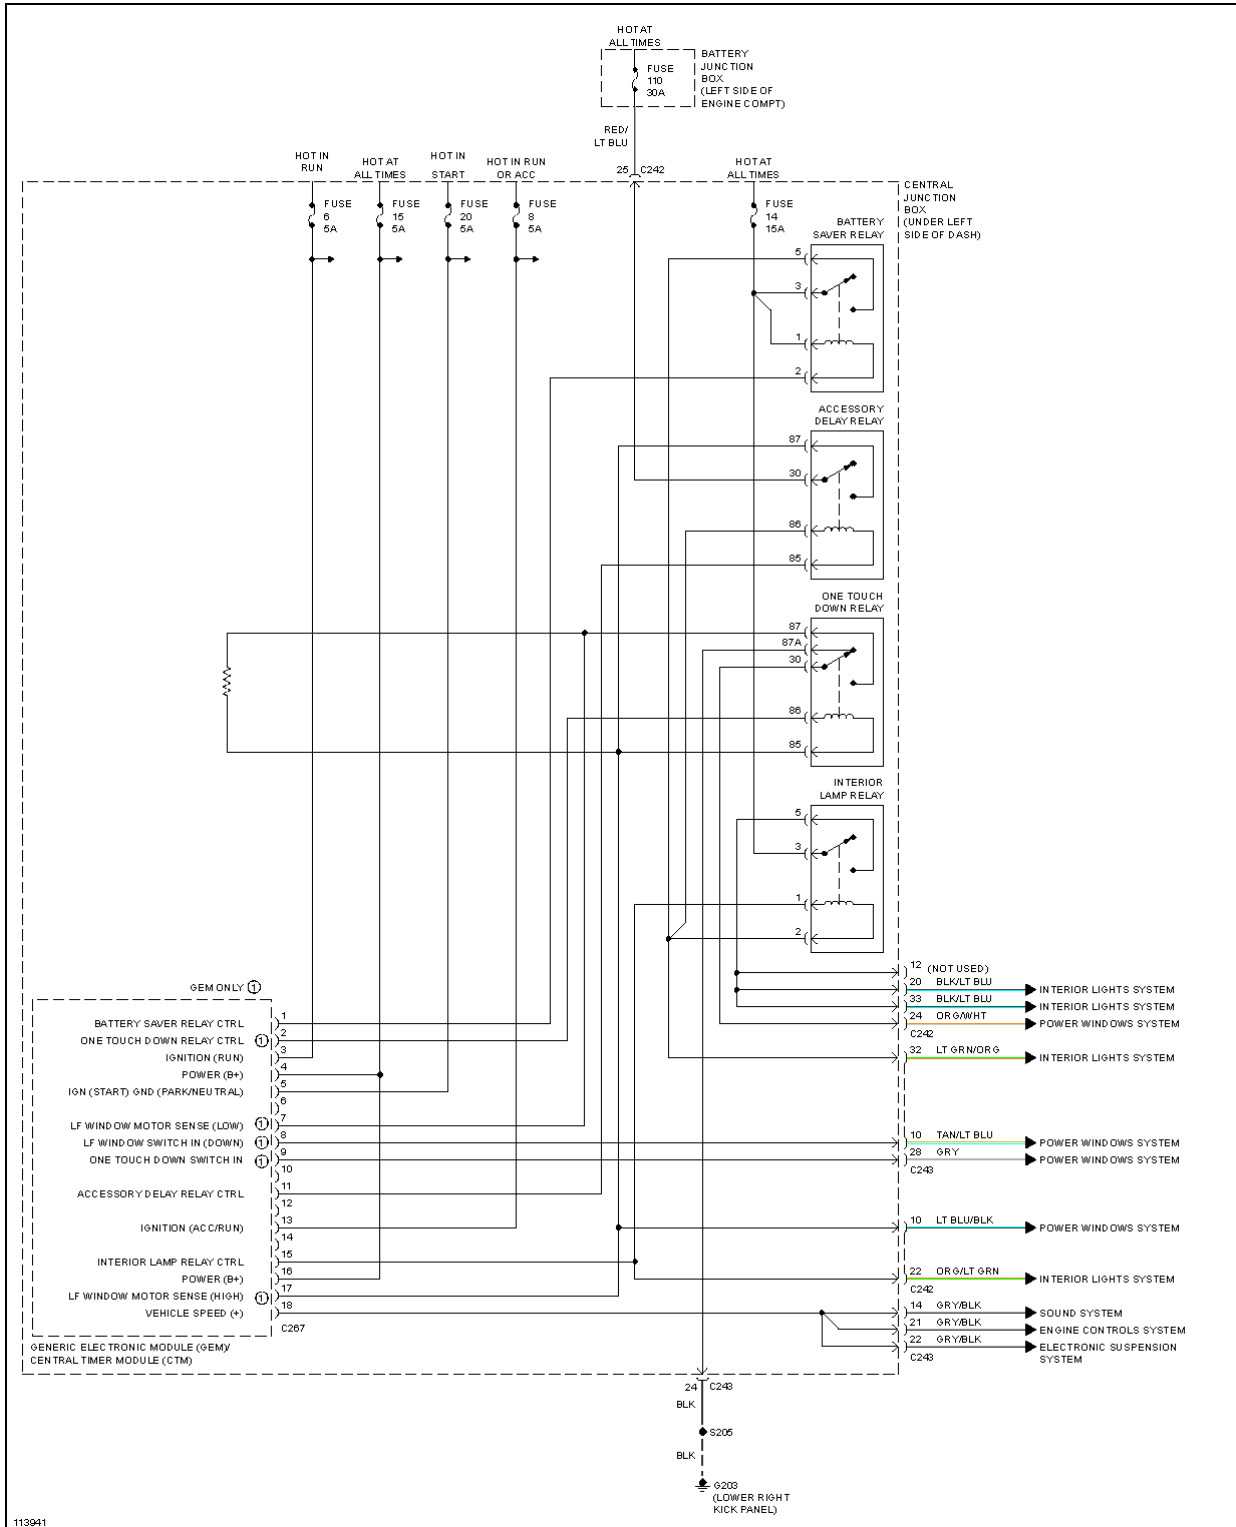 HOT AT
ALL TIMES
BATTERY
JUNCTION
BOX
(LEFT SIDE OF
ENGINE COMPT)
FUSE
110
30A
RED/
LT BLU
25 C242
HOT IN
RUN
HOT AT
ALL TIMES
HOT IN
START
HOT IN RUN
OR ACC
HOT AT
ALL TIMES
CENTRAL
JUNCTION
BOX
(UNDER LEFT
SIDE OF DASH)
FUSE
6
5A
FUSE
15
5A
FUSE
20
5A
FUSE
8
5A
FUSE
14
15A
BATTERY
SAVER RELAY
5
3
1
2
ACCESSORY
DELAY RELAY
87
30
86
85
ONE TOUCH
DOWN RELAY
87
87A
30
86
85
INTERIOR
LAMP RELAY
5
3
1
2
12 (NOT USED)
20 BLK/LT BLU INTERIOR LIGHTS SYSTEM
33 BLK/LT BLU INTERIOR LIGHTS SYSTEM
24 ORG/WHT POWER WINDOWS SYSTEM
C242
32 LT GRN/ORG INTERIOR LIGHTS SYSTEM
10 TAN/LT BLU POWER WINDOWS SYSTEM
28 GRY POWER WINDOWS SYSTEM
C243
10 LT BLU/BLK POWER WINDOWS SYSTEM
22 ORG/LT GRN INTERIOR LIGHTS SYSTEM
C242
14 GRY/BLK SOUND SYSTEM
21 GRY/BLK ENGINE CONTROLS SYSTEM
22 GRY/BLK ELECTRONIC SUSPENSION
SYSTEM
C243
GEM ONLY 1
BATTERY SAVER RELAY CTRL 1
ONE TOUCH DOWN RELAY CTRL 1 2
IGNITION (RUN) 3
POWER (B+) 4
IGN (START) GND (PARK/NEUTRAL) 5
6
LF WINDOW MOTOR SENSE (LOW) 1 7
LF WINDOW SWITCH IN (DOWN) 1 8
ONE TOUCH DOWN SWITCH IN 1 9
10
ACCESSORY DELAY RELAY CTRL 11
12
IGNITION (ACC/RUN) 13
14
INTERIOR LAMP RELAY CTRL 15
POWER (B+) 16
LF WINDOW MOTOR SENSE (HIGH) 1 17
VEHICLE SPEED (+) 18
C267
GENERIC ELECTRONIC MODULE (GEM)/
CENTRAL TIMER MODULE (CTM)
24 C243
BLK
S205
BLK
G203
(LOWER RIGHT
KICK PANEL)
113941